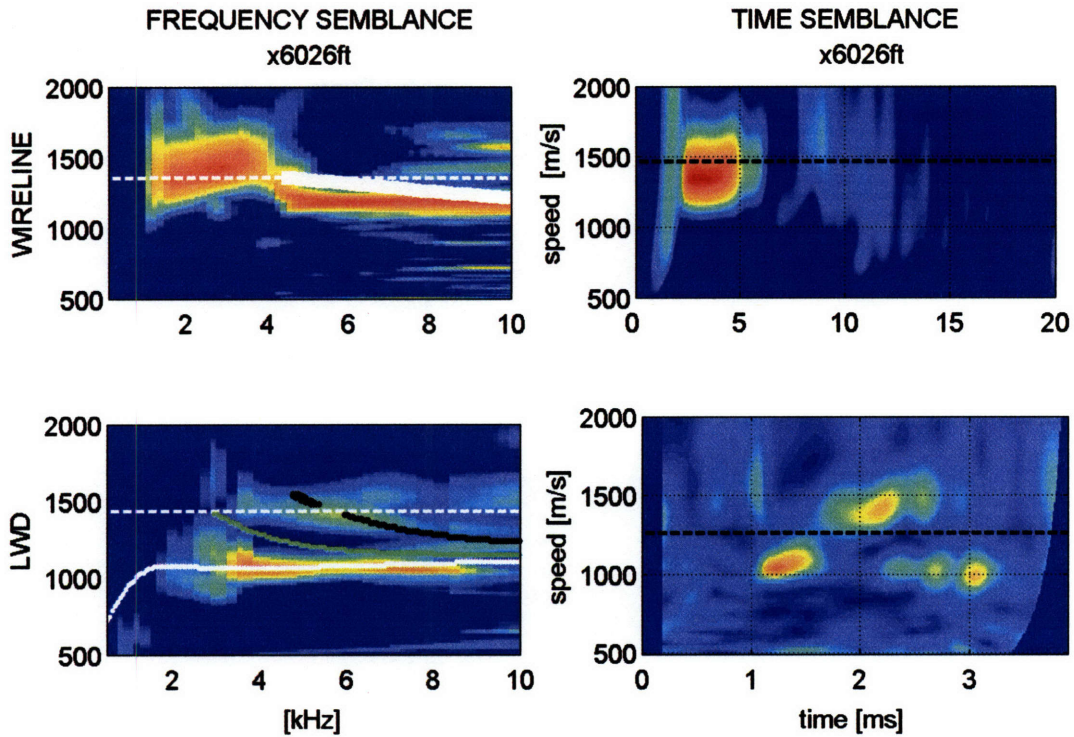 FREQUENCY SEMBLANCE
x6026ft
TIME SEMBLANCE
x6026ft
WIRELINE
2000
1500
1000
500
2 4 6 8 10
speed [m/s]
2000
1500
1000
500
0 5 10 15 20
LWD
2000
1500
1000
500
2 4 6 8 10
[kHz]
speed [m/s]
2000
1500
1000
500
0 1 2 3
time [ms]